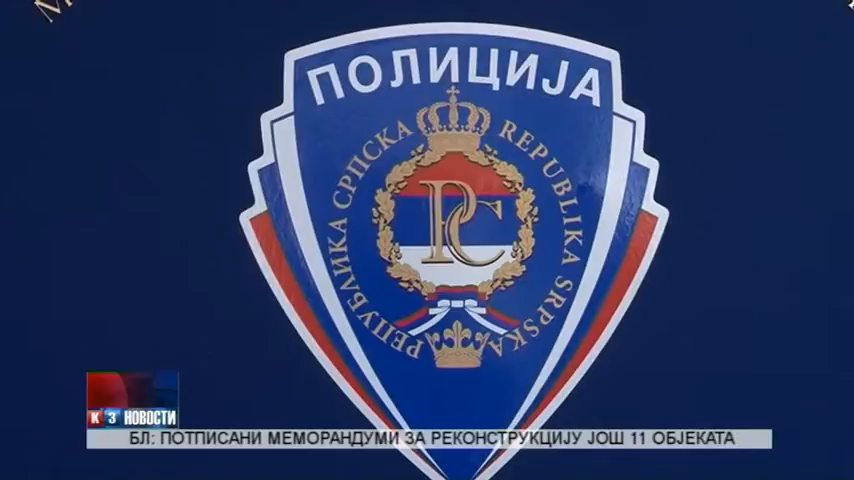 ПОЛИЦИЈА
РЕПУБЛИКА СРПСКА
REPUBLIKA SRPSKA
РС
К3 НОВОСТИ
БЛ: ПОТПИСАНИ МЕМОРАНДУМИ ЗА РЕКОНСТРУКЦИЈУ ЈОШ 11 ОБЈЕКАТА